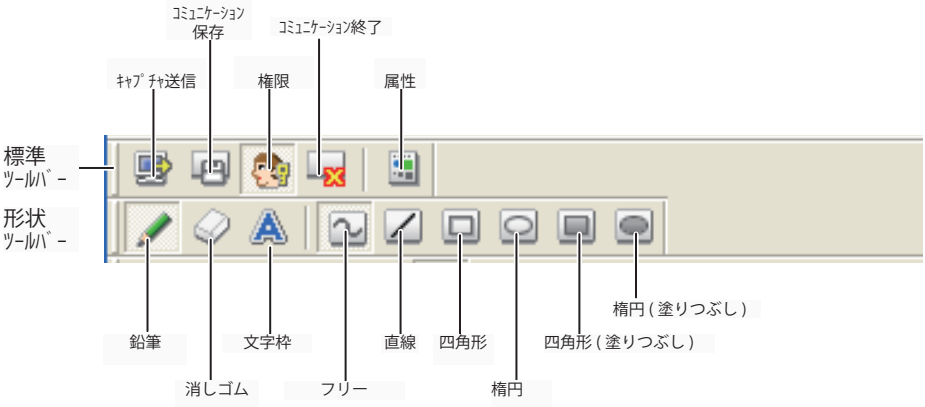 ｺﾐｭﾆｹｰｼｮﾝ
保存
ｺﾐｭﾆｹｰｼｮﾝ終了
ｷｬﾌﾟﾁｬ送信
権限
属性
標準
ﾂｰﾙﾊﾞｰ
形状
ﾂｰﾙﾊﾞｰ
楕円 ( 塗りつぶし )
鉛筆
文字枠
直線
四角形
四角形 ( 塗りつぶし )
消しゴム
フリー
楕円